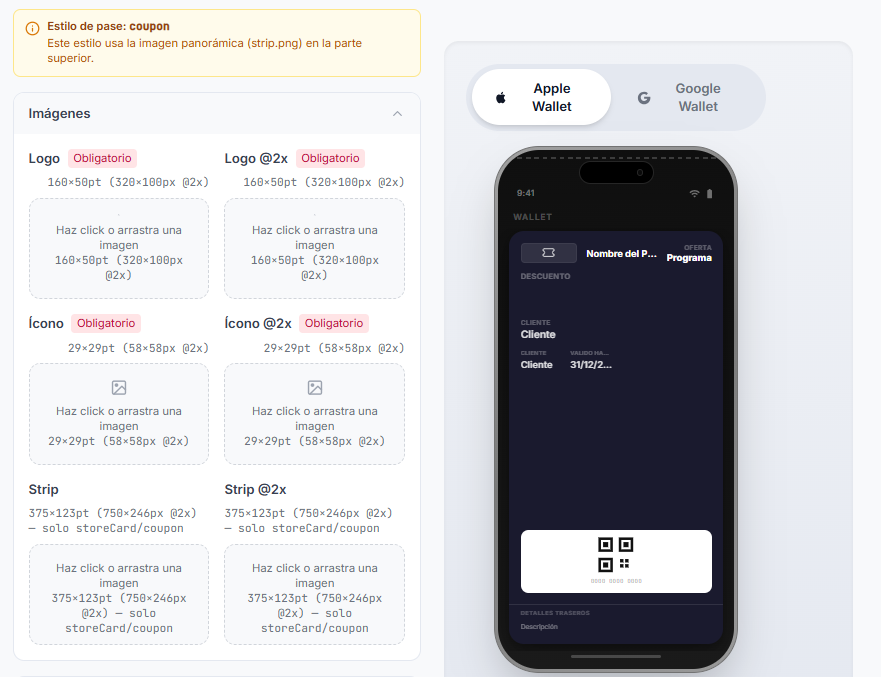 Estilo de pase: coupon
Este estilo usa la imagen panorámica (strip.png) en la parte
superior.
Imágenes
Logo Obligatorio
160×50pt (320×100px @2x)
Haz click o arrastra una
imagen
160×50pt (320×100px
@2x)
Logo @2x Obligatorio
160×50pt (320×100px @2x)
Haz click o arrastra una
imagen
160×50pt (320×100px
@2x)
Ícono Obligatorio
29×29pt (58×58px @2x)
Haz click o arrastra una
imagen
29×29pt (58×58px @2x)
Ícono @2x Obligatorio
29×29pt (58×58px @2x)
Haz click o arrastra una
imagen
29×29pt (58×58px @2x)
Strip
375×123pt (750×246px @2x)
— solo storeCard/coupon
Haz click o arrastra una
imagen
375×123pt (750×246px
@2x) — solo
storeCard/coupon
Strip @2x
375×123pt (750×246px @2x)
— solo storeCard/coupon
Haz click o arrastra una
imagen
375×123pt (750×246px
@2x) — solo
storeCard/coupon
Apple
Wallet
Google
Wallet
9:41
WALLET
Nombre del P...
OFERTA
Programa
DESCUENTO
CLIENTE
Cliente
CLIENTE VALIDO HA...
Cliente 31/12/2...
0000 0000 0000
DETALLES TRASEROS
Descripción